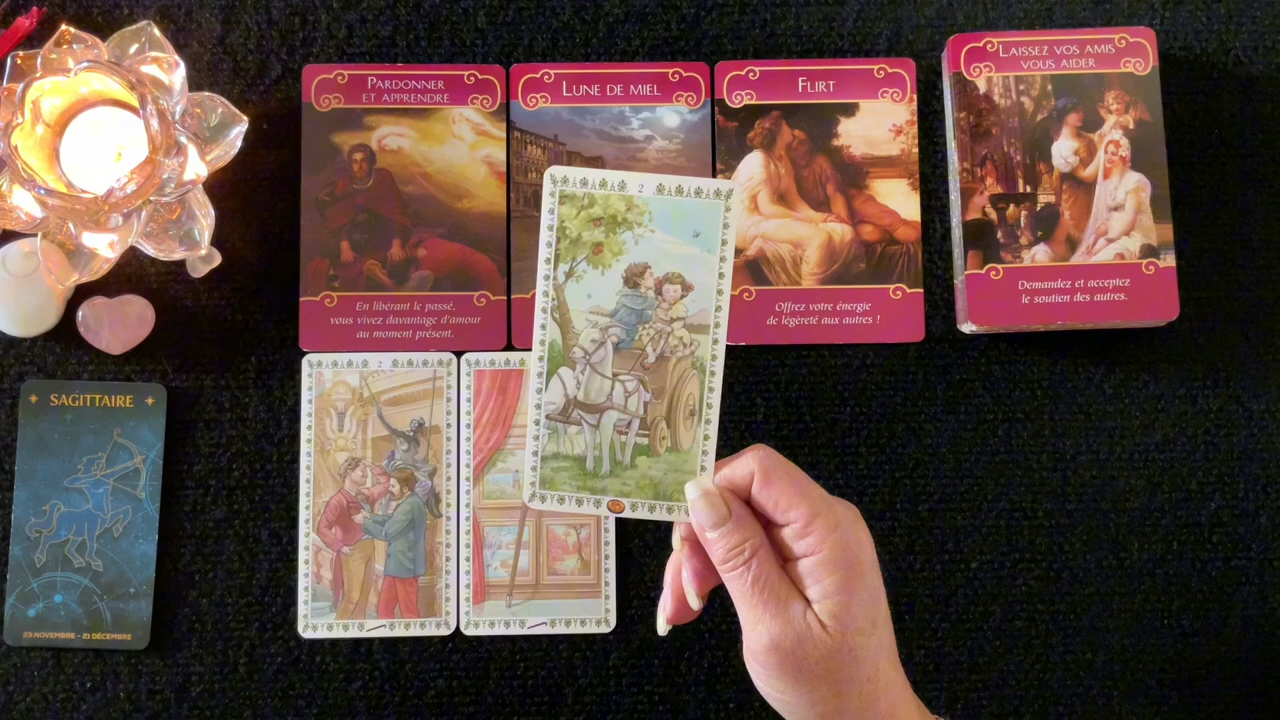 PARDONNER
ET APPRENDRE
En libérant le passé,
vous vivez davantage d'amour
au moment présent.
LUNE DE MIEL
FLIRT
Offrez votre énergie
de légèreté aux autres !
LAISSEZ VOS AMIS
VOUS AIDER
Demandez et acceptez
le soutien des autres.
2
2
SAGITTAIRE
23 NOVEMBRE - 21 DÉCEMBRE